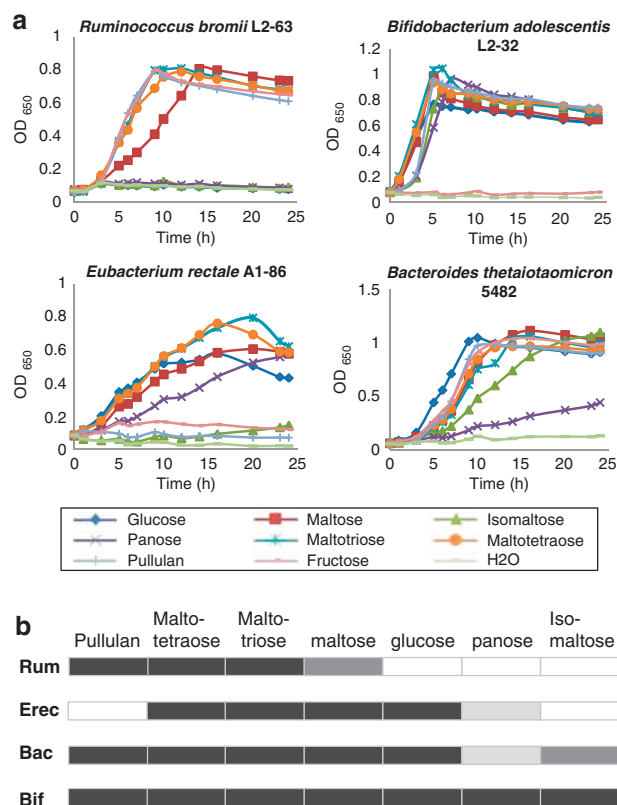 a
Ruminococcus bromii L2-63
Bifidobacterium adolescentis
L2-32
OD 650
1
0.8
0.6
0.4
0.2
0
0 5 10 15 20 25
Time (h)
OD 650
1.2
1
0.8
0.6
0.4
0.2
0
0 5 10 15 20 25
Time (h)
Eubacterium rectale A1-86
Bacteroides thetaiotaomicron
5482
OD 650
1
0.8
0.6
0.4
0.2
0
0 5 10 15 20 25
Time (h)
OD 650
1.5
1
0.5
0
0 5 10 15 20 25
Time (h)
Glucose Maltose Isomaltose
Panose Maltotriose Maltotetraose
Pullulan Fructose H2O
b
Malto- Malto- Iso-
Pullulan tetraose triose maltose glucose panose maltose
Rum
Erec
Bac
Bif